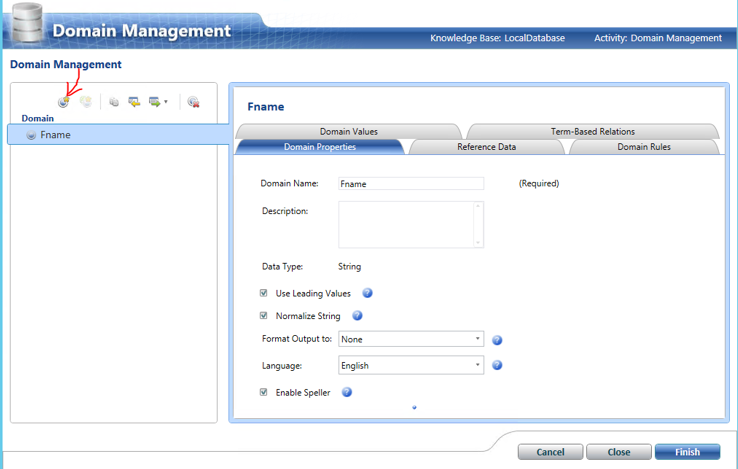 Domain Management
Knowledge Base: LocalDatabase Activity: Domain Management
Domain Management
Domain
Fname
Fname
Domain Values Term-Based Relations
Domain Properties Reference Data Domain Rules
Domain Name: Fname (Required)
Description:
Data Type: String
Use Leading Values ?
Normalize String ?
Format Output to: None ?
Language: English ?
Enable Speller ?
Cancel Close Finish